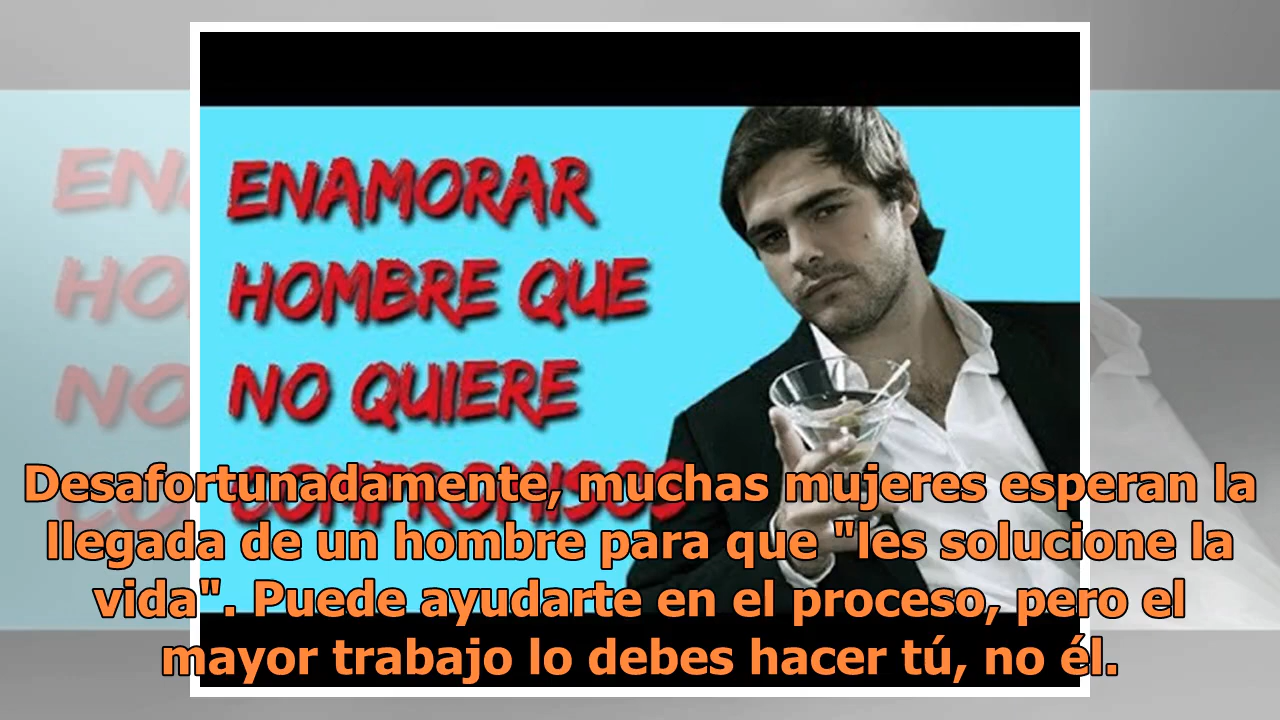 ENAMORAR
HOMBRE QUE
NO QUIERE
COMPROMISOS
Desafortunadamente, muchas mujeres esperan la
llegada de un hombre para que "les solucione la
vida". Puede ayudarte en el proceso, pero el
mayor trabajo lo debes hacer tú, no él.